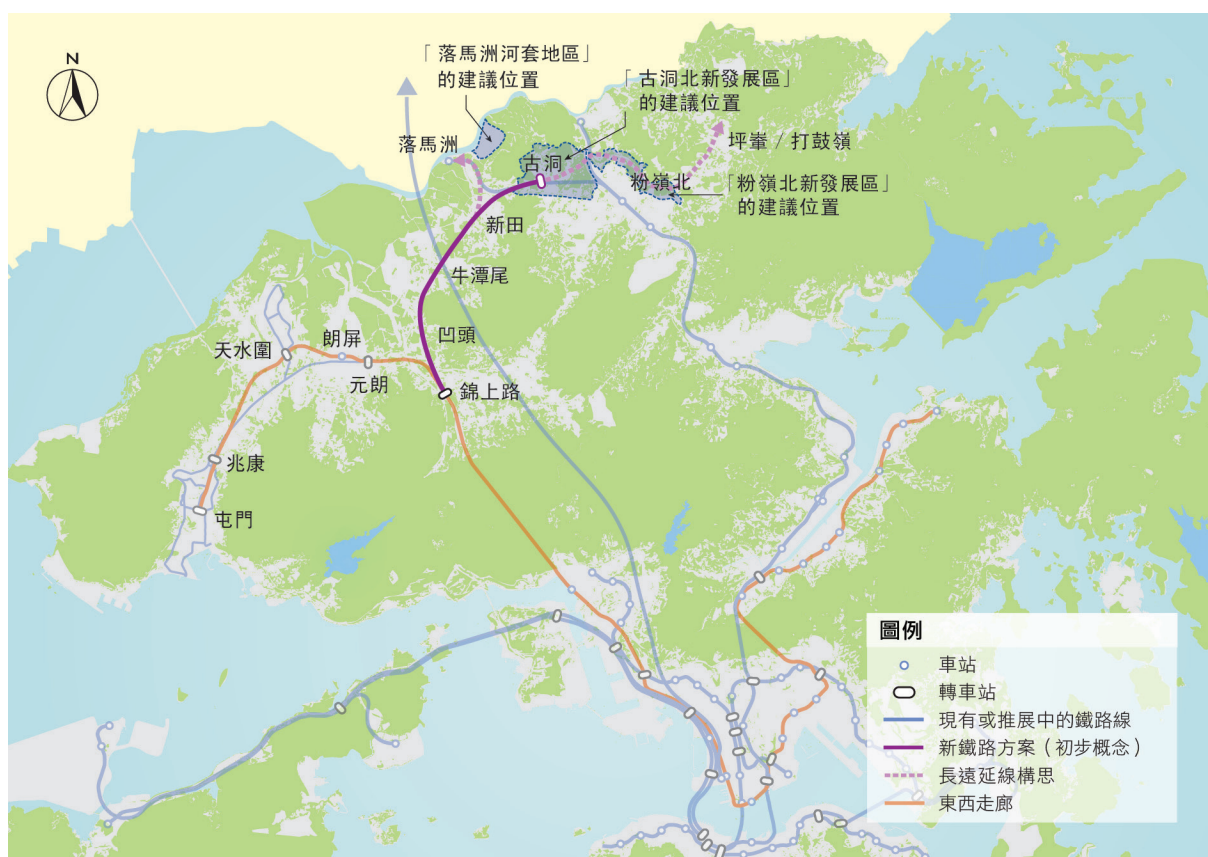 N
「落馬洲河套地區」
的建議位置
「古洞北新發展區」
的建議位置
落馬洲
古洞
坪輋 / 打鼓嶺
粉嶺北
「粉嶺北新發展區」
的建議位置
新田
牛潭尾
凹頭
朗屏
天水圍
元朗
錦上路
兆康
屯門
圖例
車站
轉車站
現有或推展中的鐵路線
新鐵路方案（初步概念）
長遠延線構思
東西走廊